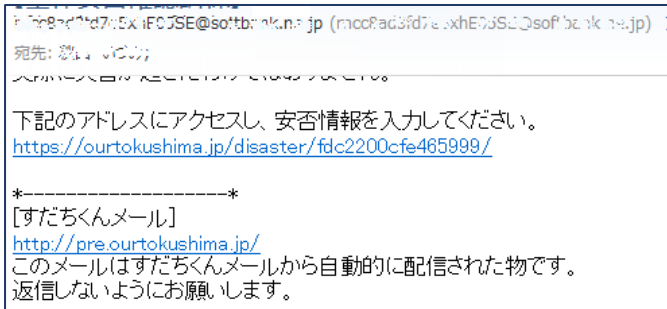 宛先:
下記のアドレスにアクセスし、安否情報を入力してください。
https://ourtokushima.jp/disaster/fdc2200cfe465999/
*--------------------*
[すだちくんメール]
http://pre.ourtokushima.jp/
このメールはすだちくんメールから自動的に配信された物です。
返信しないようにお願いします。